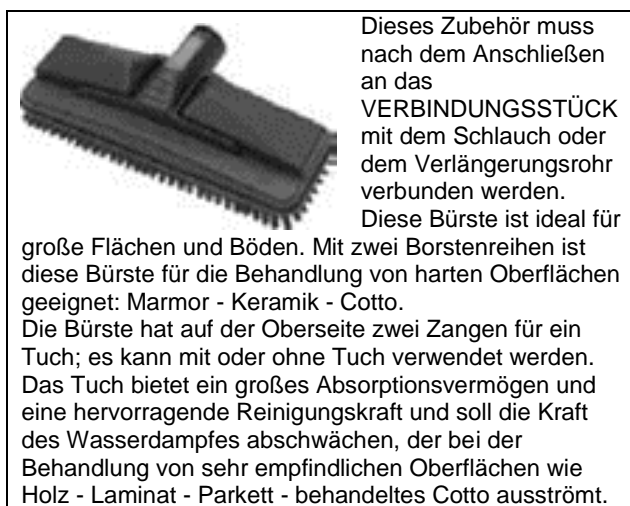 Dieses Zubehör muss
nach dem Anschließen
an das
VERBINDUNGSSTÜCK
mit dem Schlauch oder
dem Verlängerungsrohr
verbunden werden.
Diese Bürste ist ideal für
große Flächen und Böden. Mit zwei Borstenreihen ist
diese Bürste für die Behandlung von harten Oberflächen
geeignet: Marmor - Keramik - Cotto.
Die Bürste hat auf der Oberseite zwei Zangen für ein
Tuch; es kann mit oder ohne Tuch verwendet werden.
Das Tuch bietet ein großes Absorptionsvermögen und
eine hervorragende Reinigungskraft und soll die Kraft
des Wasserdampfes abschwächen, der bei der
Behandlung von sehr empfindlichen Oberflächen wie
Holz - Laminat - Parkett - behandeltes Cotto ausströmt.